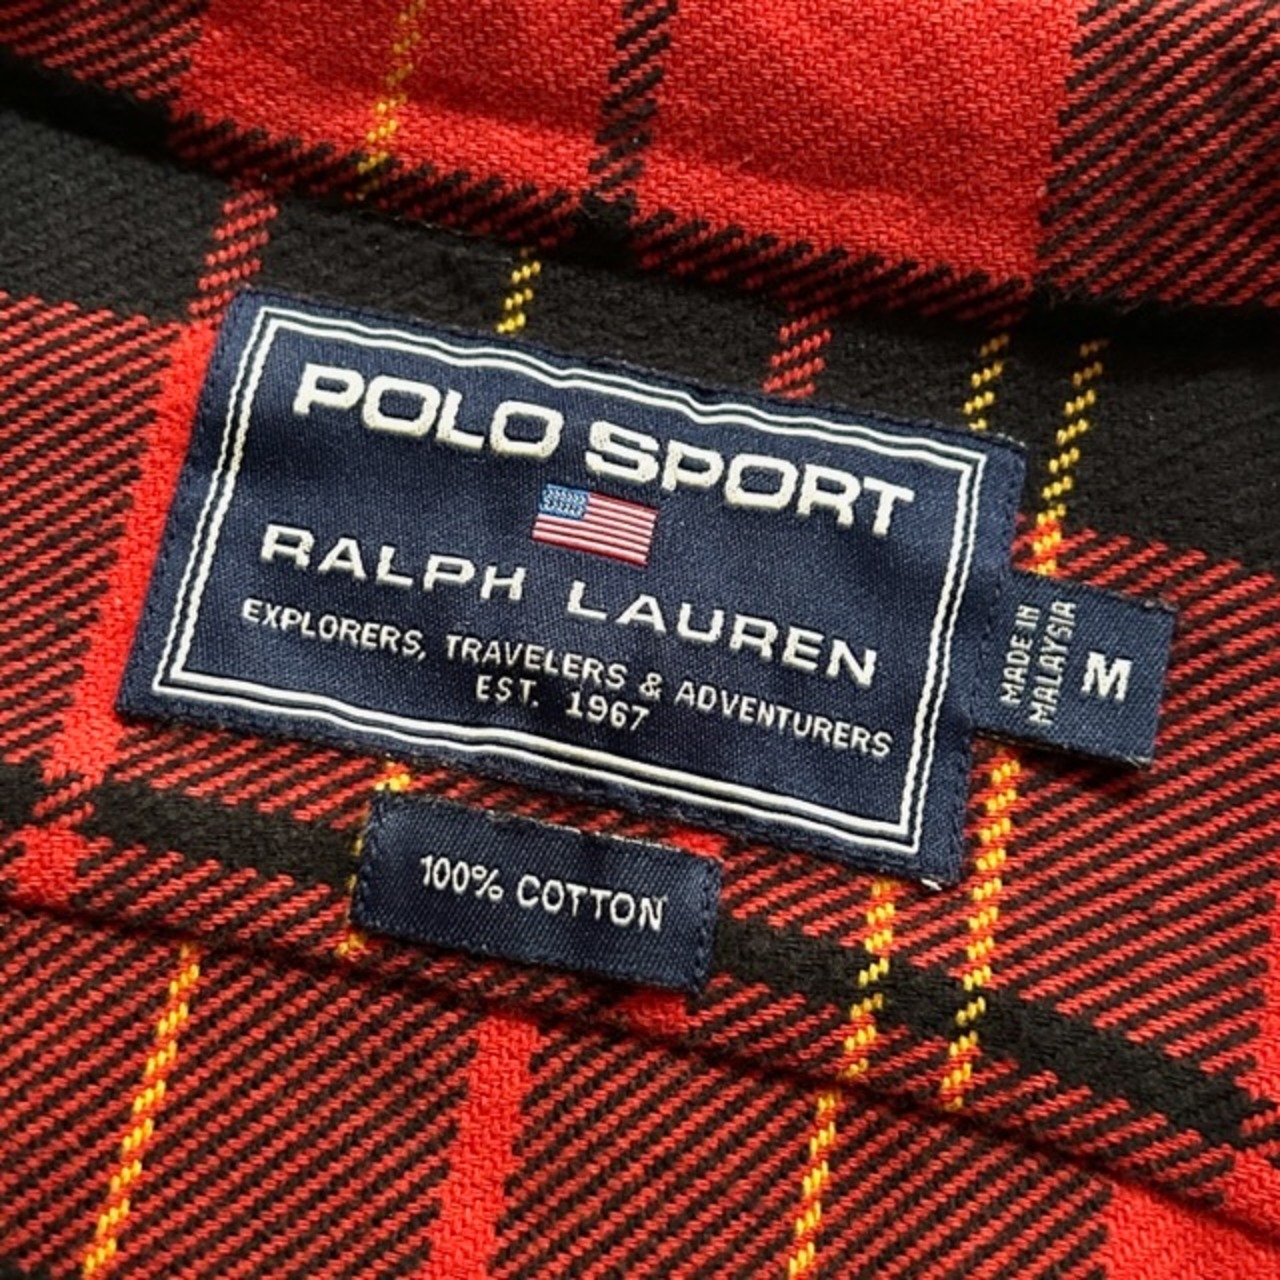 POLO SPORT
RALPH LAUREN
EXPLORERS, TRAVELERS & ADVENTURERS
EST. 1967
MADE IN
MALAYSIA
M
100% COTTON